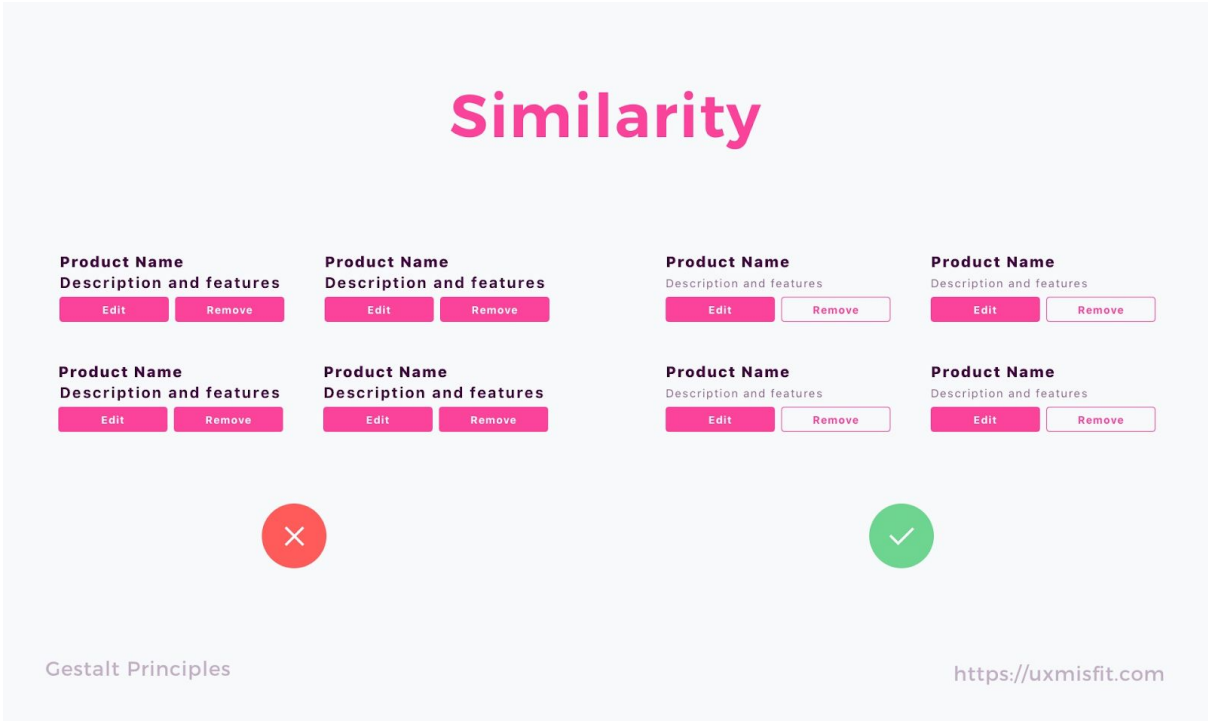 Similarity
Product Name
Description and features
Edit Remove
Product Name
Description and features
Edit Remove
Product Name
Description and features
Edit Remove
Product Name
Description and features
Edit Remove
Product Name
Description and features
Edit Remove
Product Name
Description and features
Edit Remove
Product Name
Description and features
Edit Remove
Product Name
Description and features
Edit Remove
Gestalt Principles
https://uxmisfit.com